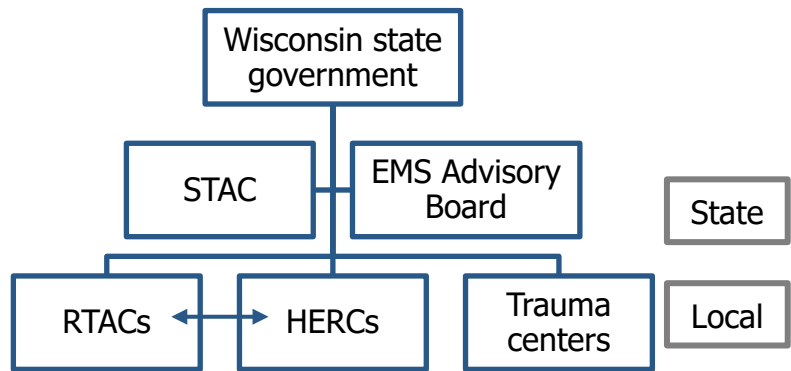 Wisconsin state
government
STAC
EMS Advisory
Board
State
RTACs
HERCs
Trauma
centers
Local